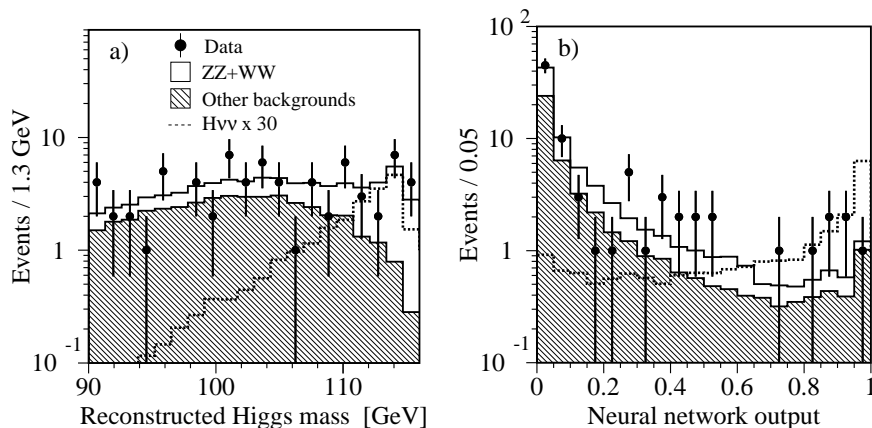 a)
Data
ZZ+WW
Other backgrounds
Hνν x 30
Events / 1.3 GeV
10
1
10 -1
90 100 110
Reconstructed Higgs mass [GeV]
b)
Events / 0.05
10 2
10
1
10 -1
0 0.2 0.4 0.6 0.8 1
Neural network output